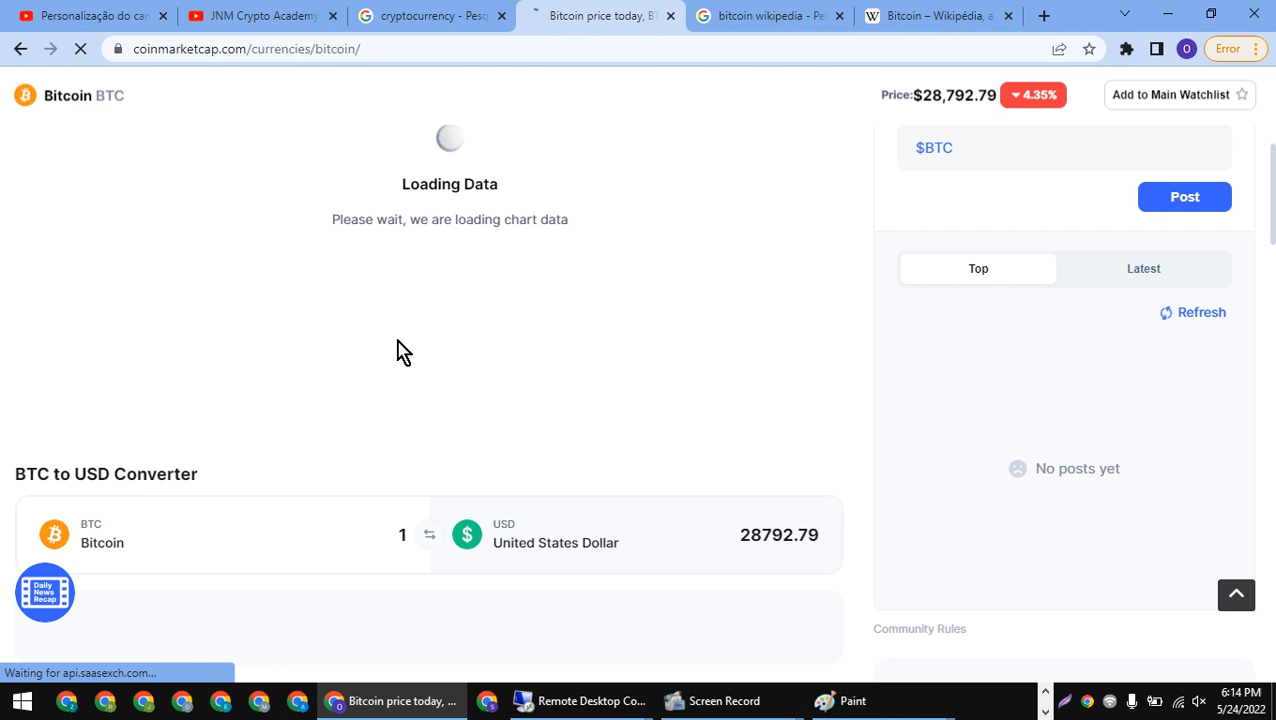 Personalização do can
JNM Crypto Academy
cryptocurrency - Pesq
Bitcoin price today, BT
bitcoin wikipedia - Pes
Bitcoin – Wikipédia, a
coinmarketcap.com/currencies/bitcoin/
O
Error
Bitcoin BTC
Price:$28,792.79
4.35%
Add to Main Watchlist
Loading Data
Please wait, we are loading chart data
$BTC
Post
Top
Latest
Refresh
No posts yet
BTC to USD Converter
BTC
Bitcoin
1
USD
United States Dollar
28792.79
Daily
News
Recap
Community Rules
Waiting for api.saasexch.com...
Bitcoin price today, ...
Remote Desktop Co...
Screen Record
Paint
6:14 PM
5/24/2022